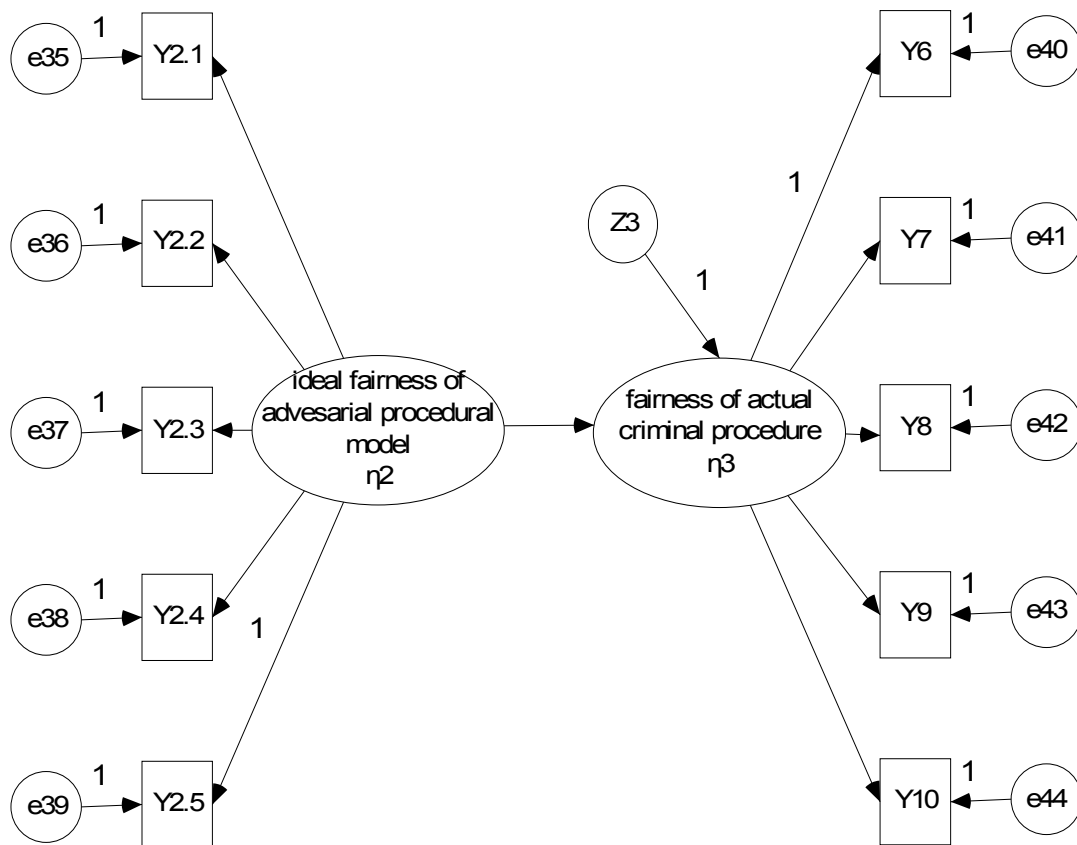 1
e35
Y2.1
Y6
1
e40
1
e36
Y2.2
Z3
1
1
Y7
1
e41
1
ideal fairness of
advesarial procedural
model
η2
fairness of actual
criminal procedure
η3
1
e37
Y2.3
Y8
1
e42
1
e38
Y2.4
1
Y9
1
e43
1
e39
Y2.5
Y10
1
e44